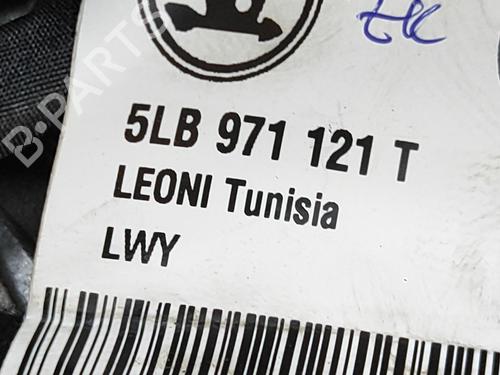 5LB 971 121 T
LEONI Tunisia
LWY
B-PARTS